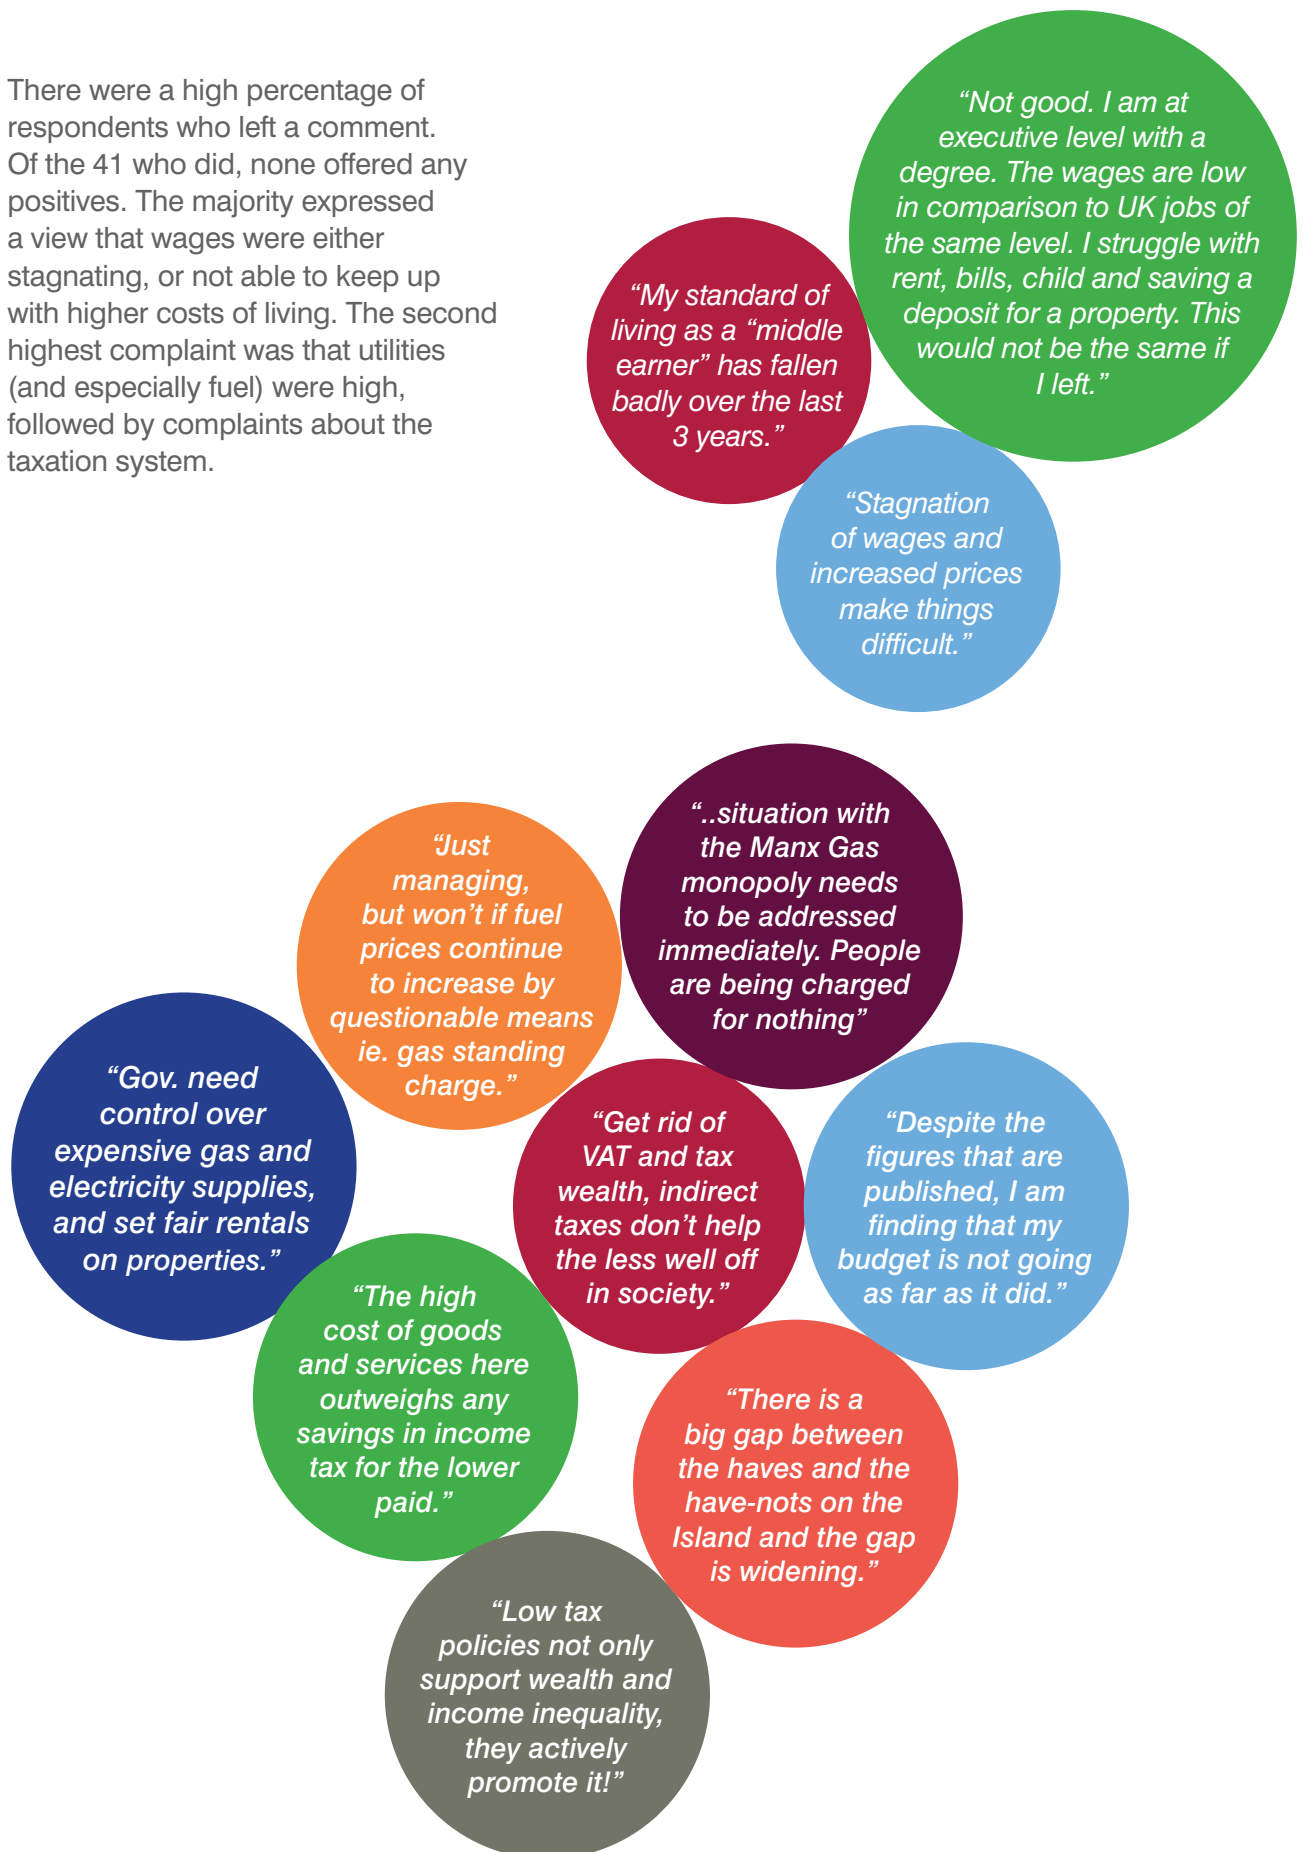 There were a high percentage of
respondents who left a comment.
Of the 41 who did, none offered any
positives. The majority expressed
a view that wages were either
stagnating, or not able to keep up
with higher costs of living. The second
highest complaint was that utilities
(and especially fuel) were high,
followed by complaints about the
taxation system.
“Not good. I am at
executive level with a
degree. The wages are low
in comparison to UK jobs of
the same level. I struggle with
rent, bills, child and saving a
deposit for a property. This
would not be the same if
I left.”
“My standard of
living as a “middle
earner” has fallen
badly over the last
3 years.”
“Stagnation
of wages and
increased prices
make things
difficult.”
“..situation with
the Manx Gas
monopoly needs
to be addressed
immediately. People
are being charged
for nothing”
“Just
managing,
but won’t if fuel
prices continue
to increase by
questionable means
ie. gas standing
charge.”
“Gov. need
control over
expensive gas and
electricity supplies,
and set fair rentals
on properties.”
“Get rid of
VAT and tax
wealth, indirect
taxes don’t help
the less well off
in society.”
“Despite the
figures that are
published, I am
finding that my
budget is not going
as far as it did.”
“The high
cost of goods
and services here
outweighs any
savings in income
tax for the lower
paid.”
“There is a
big gap between
the haves and the
have-nots on the
Island and the gap
is widening.”
“Low tax
policies not only
support wealth and
income inequality,
they actively
promote it!”